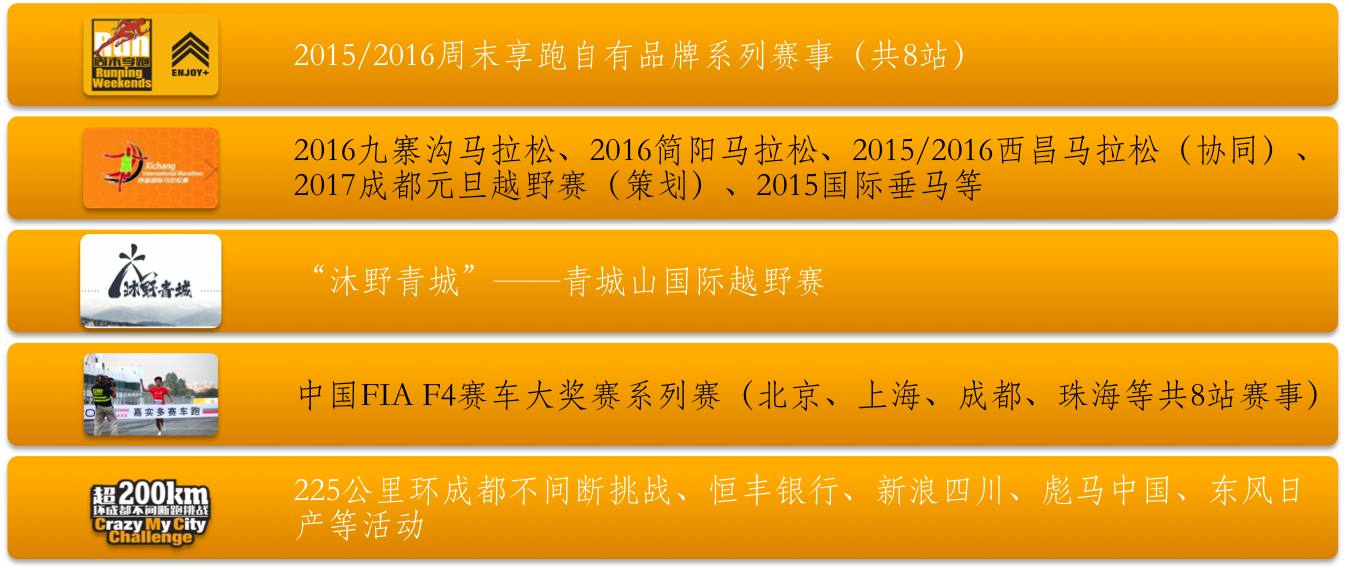 Run
周末享跑
Running
Weekends
ENJOY+
2015/2016周末享跑自有品牌系列赛事（共8站）
Xichang
International Marathon
西昌国际马拉松赛
2016九寨沟马拉松、2016简阳马拉松、2015/2016西昌马拉松（协同）、
2017成都元旦越野赛（策划）、2015国际垂马等
沐野青城
“沐野青城”——青城山国际越野赛
嘉实多赛车跑
中国FIA F4赛车大奖赛系列赛（北京、上海、成都、珠海等共8站赛事）
超200km
环成都不间断跑挑战
Crazy My City
Challenge
225公里环成都不间断挑战、恒丰银行、新浪四川、彪马中国、东风日
产等活动